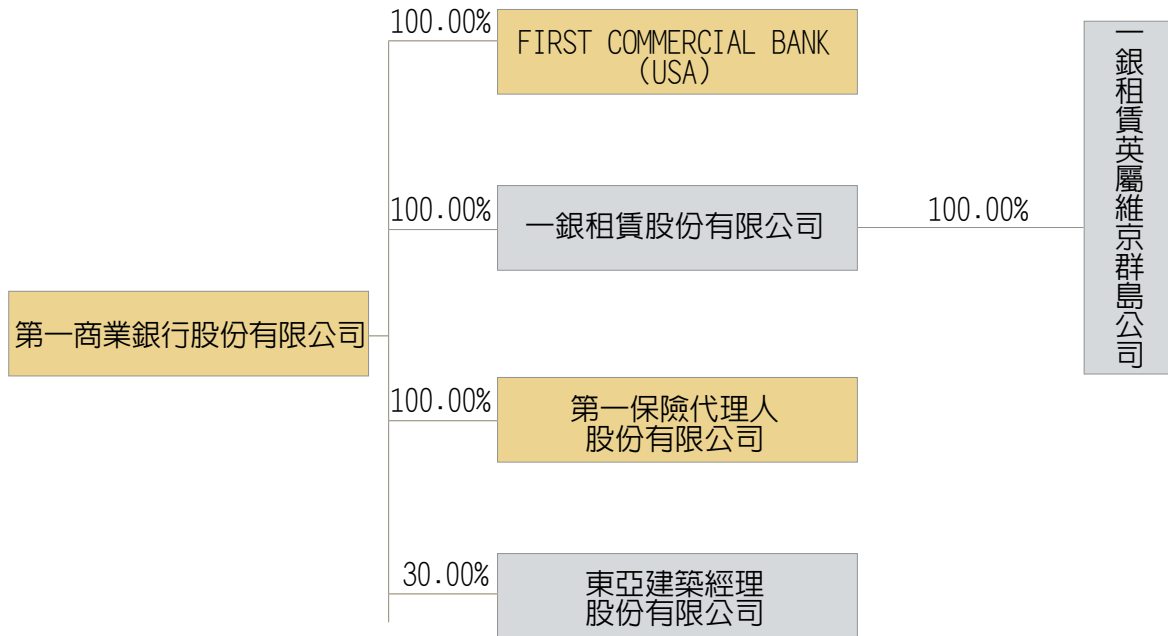 100.00%
FIRST COMMERCIAL BANK
(USA)
一銀租賃英屬維京群島公司
100.00%
一銀租賃股份有限公司
100.00%
第一商業銀行股份有限公司
100.00%
第一保險代理人
股份有限公司
30.00%
東亞建築經理
股份有限公司